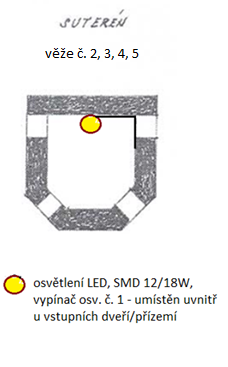 SUTERÉN
věže č. 2, 3, 4, 5
osvětlení LED, SMD 12/18W,
vypínač osv. č. 1 - umístěn uvnitř
u vstupních dveří/přízemí